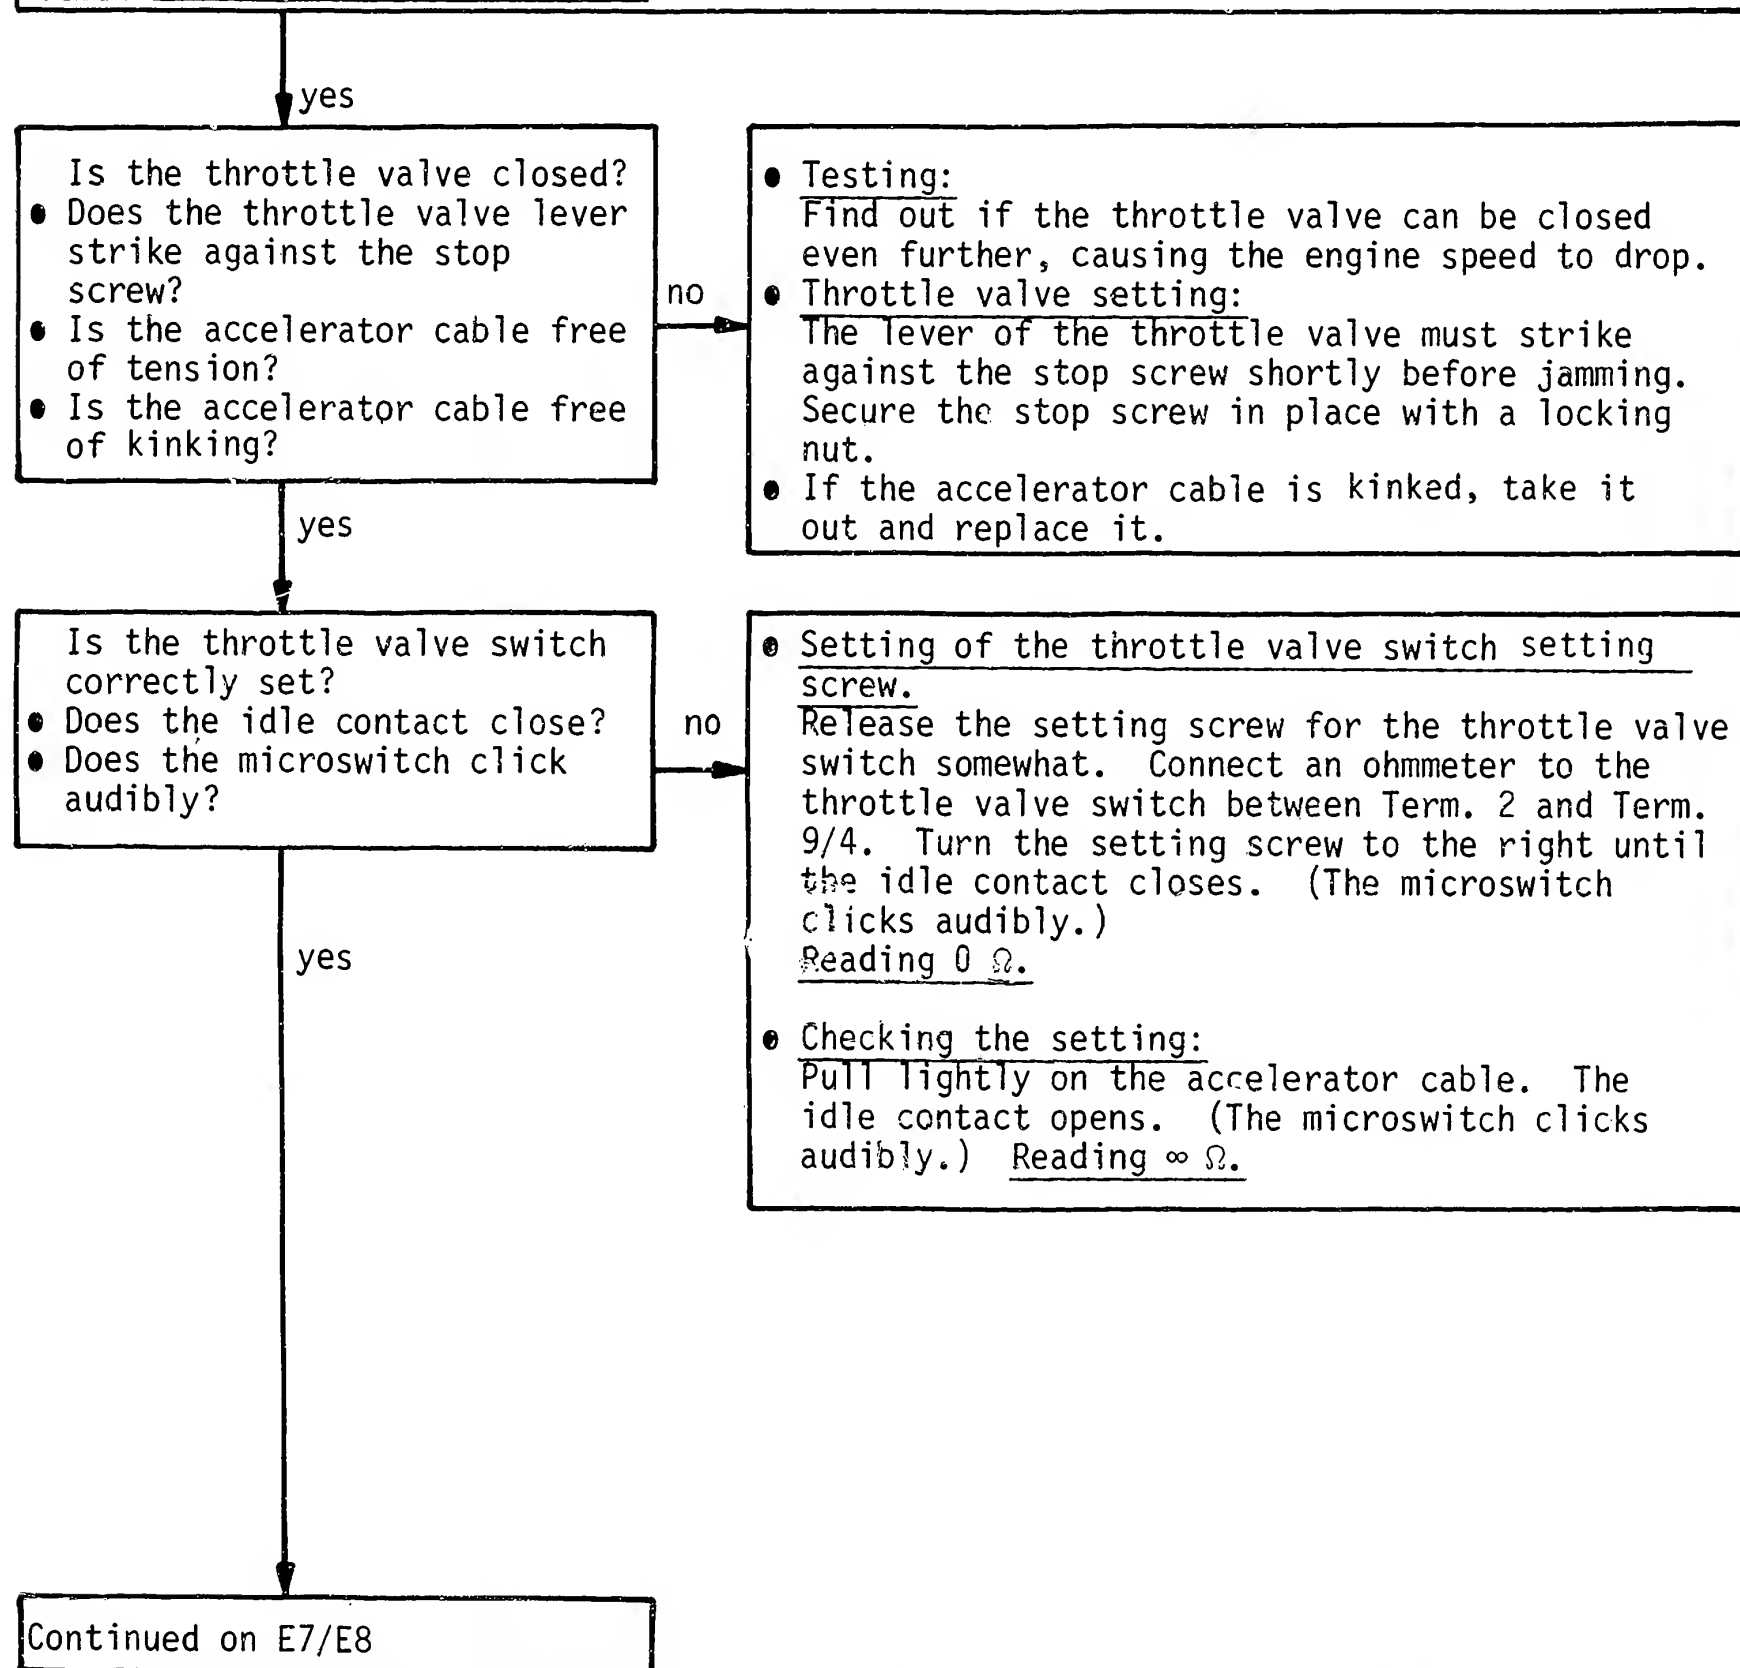 yes
Is the throttle valve closed?
● Does the throttle valve lever
strike against the stop
screw?
● Is the accelerator cable free
of tension?
● Is the accelerator cable free
of kinking?
no
● Testing:
Find out if the throttle valve can be closed
even further, causing the engine speed to drop.
● Throttle valve setting:
The lever of the throttle valve must strike
against the stop screw shortly before jamming.
Secure the stop screw in place with a locking
nut.
● If the accelerator cable is kinked, take it
out and replace it.
yes
Is the throttle valve switch
correctly set?
● Does the idle contact close?
● Does the microswitch click
audibly?
no
● Setting of the throttle valve switch setting
screw.
Release the setting screw for the throttle valve
switch somewhat. Connect an ohmmeter to the
throttle valve switch between Term. 2 and Term.
9/4. Turn the setting screw to the right until
the idle contact closes. (The microswitch
clicks audibly.)
Reading 0 Ω.
● Checking the setting:
Pull lightly on the accelerator cable. The
idle contact opens. (The microswitch clicks
audibly.) Reading ∞ Ω.
yes
Continued on E7/E8